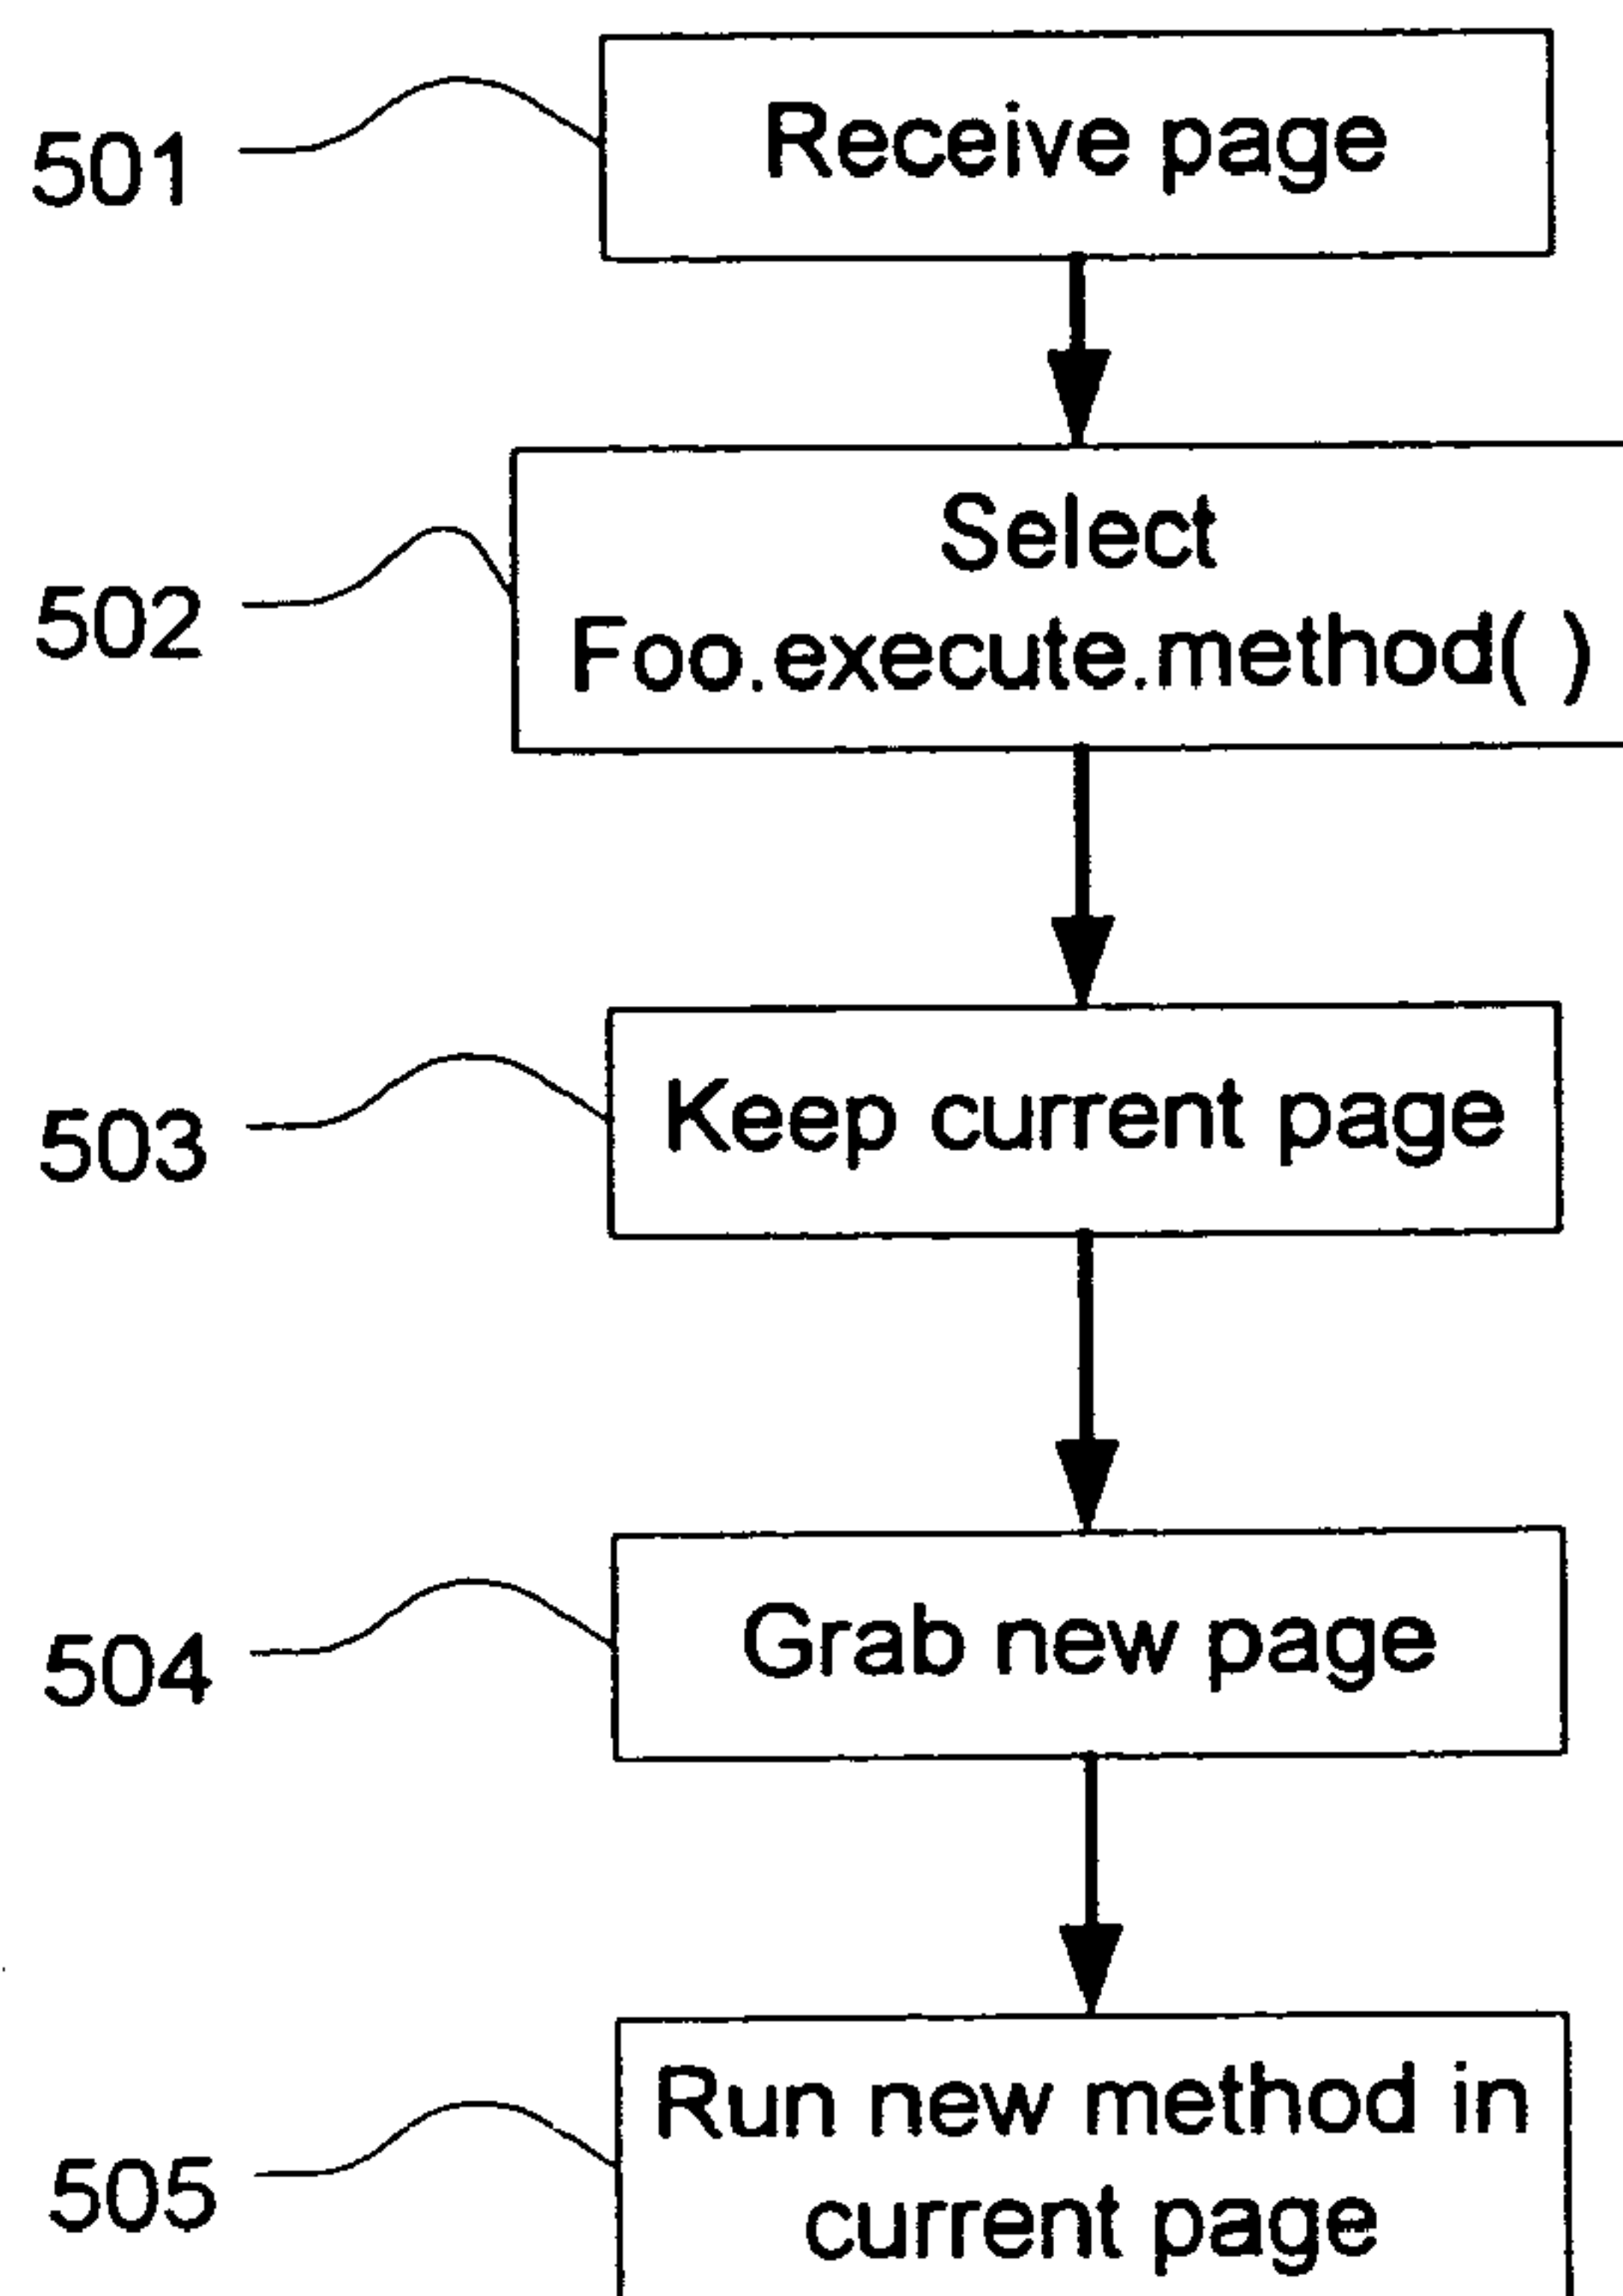 501
Receive page
502
Select
Foo.execute.method( )
503
Keep current page
504
Grab new page
505
Run new method in
current page